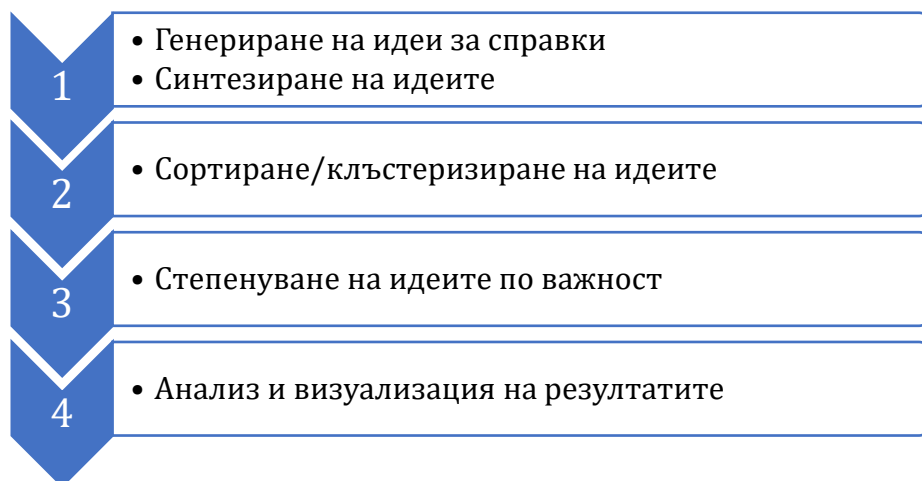 1
• Генериране на идеи за справки
• Синтезиране на идеите
2
• Сортиране/клъстеризиране на идеите
3
• Степенуване на идеите по важност
4
• Анализ и визуализация на резултатите